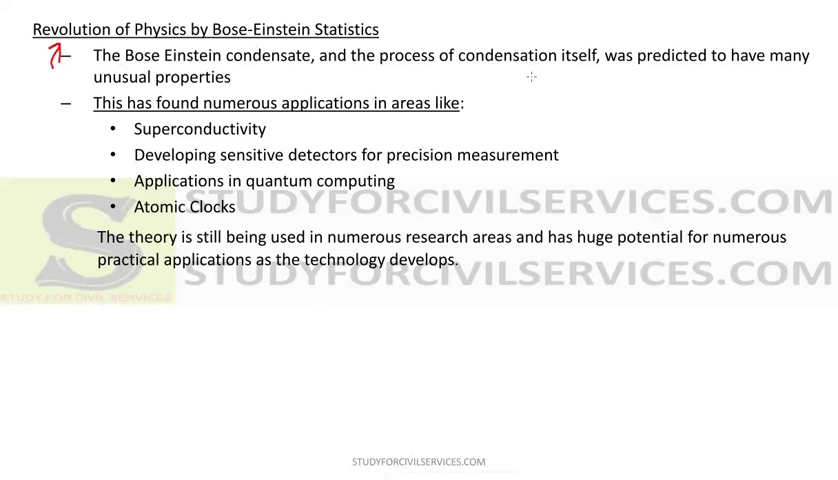 Revolution of Physics by Bose-Einstein Statistics
– The Bose Einstein condensate, and the process of condensation itself, was predicted to have many
unusual properties
– This has found numerous applications in areas like:
• Superconductivity
• Developing sensitive detectors for precision measurement
• Applications in quantum computing
• Atomic Clocks
STUDYFORCIVILSERVICES.COM
The theory is still being used in numerous research areas and has huge potential for numerous
practical applications as the technology develops.
STUDYFORCIVILSERVICES.COM
S
STUDY FOR CIVIL SERVICES
STUDYFORCIVILSERVICES.COM